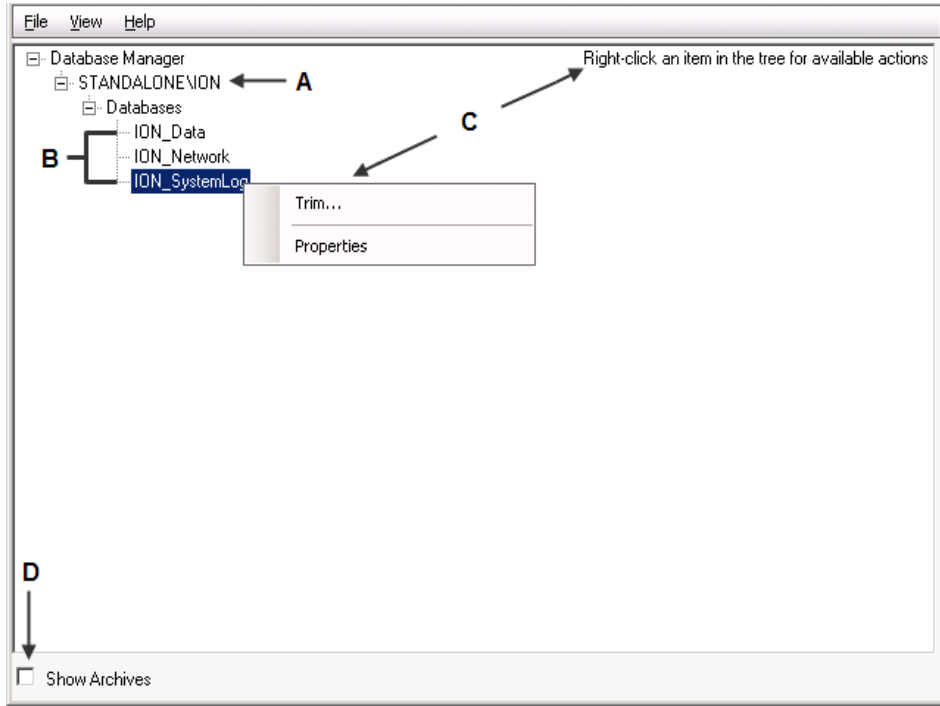 File View Help
Database Manager
Right-click an item in the tree for available actions
STANDALONE\ION
A
Databases
C
ION_Data
B
ION_Network
ION_SystemLog
Trim...
Properties
D
Show Archives